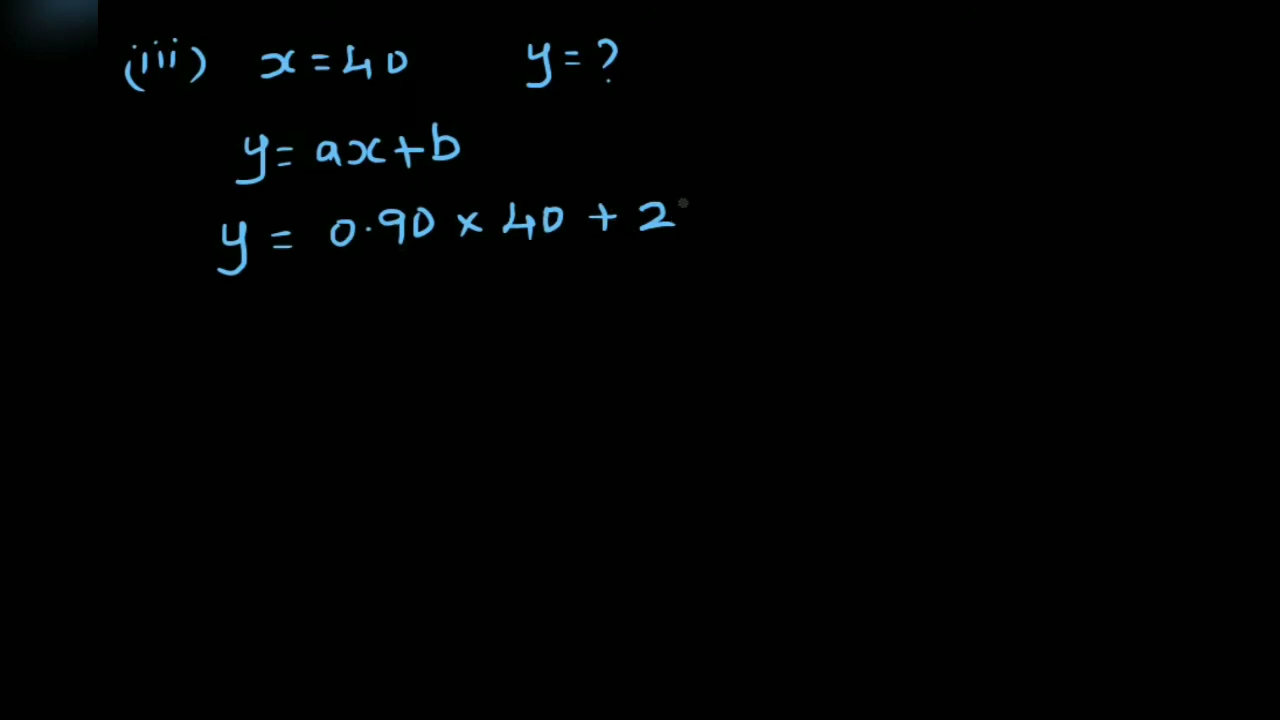 (iii) x = 40 y = ?
y = ax + b
y = 0.90 × 40 + 2